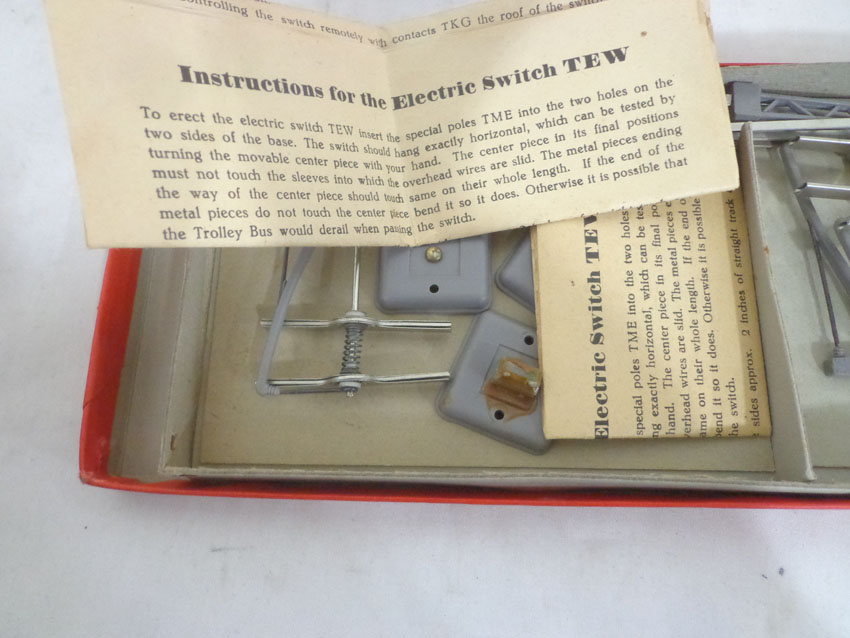 controlling the switch remotely with contacts TKG the roof of the switch
Instructions for the Electric Switch TEW
To erect the electric switch TEW insert the special poles TME into the two holes on the
two sides of the base. The switch should hang exactly horizontal, which can be tested by
turning the movable center piece with your hand. The center piece in its final positions
must not touch the sleeves into which the overhead wires are slid. The metal pieces ending
the way of the center piece should touch same on their whole length. If the end of the
metal pieces do not touch the center piece bend it so it does. Otherwise it is possible that
the Trolley Bus would derail when passing the switch.
Electric Switch TEW
special poles TME into the two holes
ng exactly horizontal, which can be tes
hand. The center piece in its final po
verhead wires are slid. The metal pieces e
ame on their whole length. If the end o
bend it so it does. Otherwise it is possible
he switch.
e sides approx. 2 inches of straight track